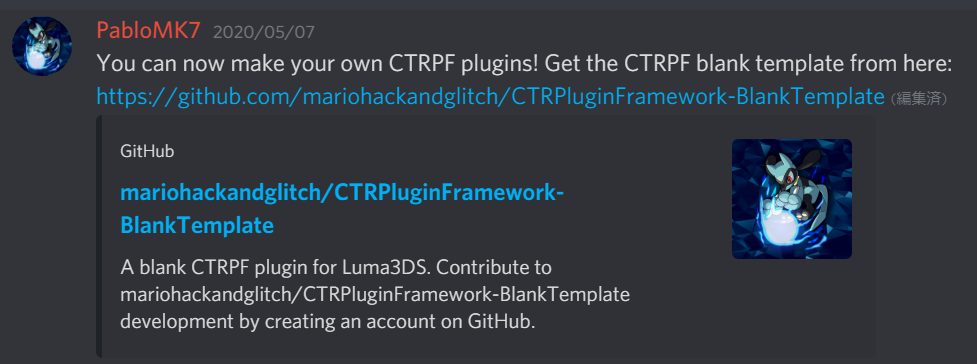 PabloMK7 2020/05/07
You can now make your own CTRPF plugins! Get the CTRPF blank template from here:
https://github.com/mariohackandglitch/CTRPluginFramework-BlankTemplate (編集済)
GitHub
mariohackandglitch/CTRPluginFramework-
BlankTemplate
A blank CTRPF plugin for Luma3DS. Contribute to
mariohackandglitch/CTRPluginFramework-BlankTemplate
development by creating an account on GitHub.